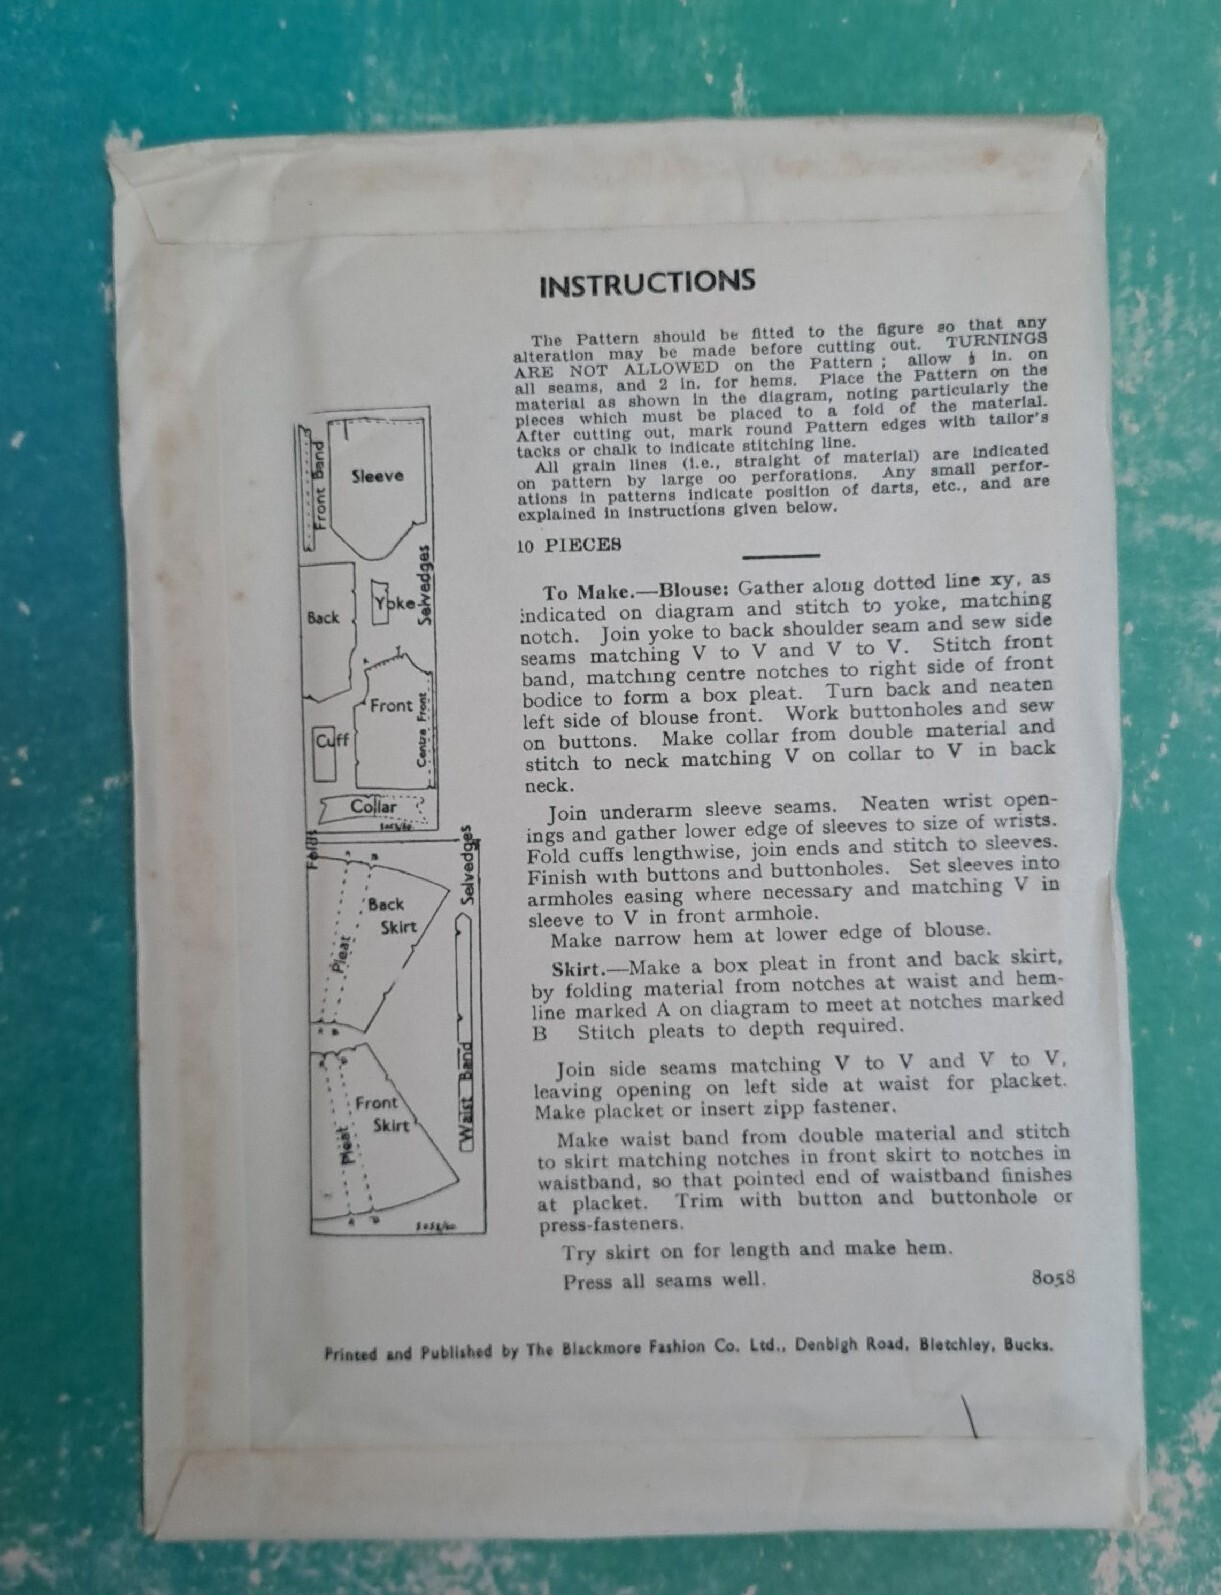 INSTRUCTIONS
The Pattern should be fitted to the figure so that any
alteration may be made before cutting out. TURNINGS
ARE NOT ALLOWED on the Pattern ; allow in. on
all seams, and 2 in. for hems. Place the Pattern on the
material as shown in the diagram, noting particularly the
pieces which must be placed to a fold of the material.
After cutting out, mark round Pattern edges with tailor's
tacks or chalk to indicate stitching line.
All grain lines (i.e., straight of material) are indicated
on pattern by large oo perforations. Any small perfor-
ations in patterns indicate position of darts, etc., and are
explained in instructions given below.
10 PIECES
To Make.—Blouse: Gather along dotted line xy, as
indicated on diagram and stitch to yoke, matching
notch. Join yoke to back shoulder seam and sew side
seams matching V to V and V to V. Stitch front
band, matching centre notches to right side of front
bodice to form a box pleat. Turn back and neaten
left side of blouse front. Work buttonholes and sew
on buttons. Make collar from double material and
stitch to neck matching V on collar to V in back
neck.
Join underarm sleeve seams. Neaten wrist open-
ings and gather lower edge of sleeves to size of wrists.
Fold cuffs lengthwise, join ends and stitch to sleeves.
Finish with buttons and buttonholes. Set sleeves into
armholes easing where necessary and matching V in
sleeve to V in front armhole.
Make narrow hem at lower edge of blouse.
Skirt.—Make a box pleat in front and back skirt,
by folding material from notches at waist and hem-
line marked A on diagram to meet at notches marked
B Stitch pleats to depth required.
Join side seams matching V to V and V to V,
leaving opening on left side at waist for placket.
Make placket or insert zipp fastener.
Make waist band from double material and stitch
to skirt matching notches in front skirt to notches in
waistband, so that pointed end of waistband finishes
at placket. Trim with button and buttonhole or
press-fasteners.
Try skirt on for length and make hem.
Press all seams well.
8058
Front Band
Sleeve
Selvedges
Back
Yoke
Front
Centre Front
Cuff
Collar
Folds
Selvedges
Back
Skirt
Pleat
Waist Band
Front
Skirt
Pleat
Printed and Published by The Blackmore Fashion Co. Ltd., Denbigh Road, Bletchley, Bucks.